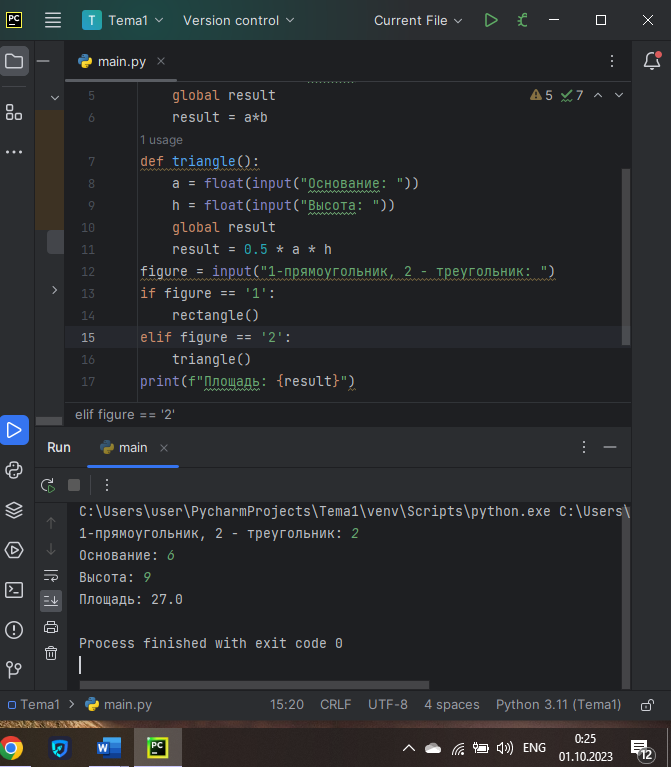 PC T Tema1 Version control Current File
main.py
5 global result 5 7
6 result = a*b
1 usage
7 def triangle():
8 a = float(input("Основание: "))
9 h = float(input("Высота: "))
10 global result
11 result = 0.5 * a * h
12 figure = input("1-прямоугольник, 2 - треугольник: ")
13 if figure == '1':
14 rectangle()
15 elif figure == '2':
16 triangle()
17 print(f"Площадь: {result}")
elif figure == '2'
Run main
C:\Users\user\PycharmProjects\Tema1\venv\Scripts\python.exe C:\Users\
1-прямоугольник, 2 - треугольник: 2
Основание: 6
Высота: 9
Площадь: 27.0
Process finished with exit code 0
Tema1 main.py 15:20 CRLF UTF-8 4 spaces Python 3.11 (Tema1)
W PC ENG 0:25 12
01.10.2023